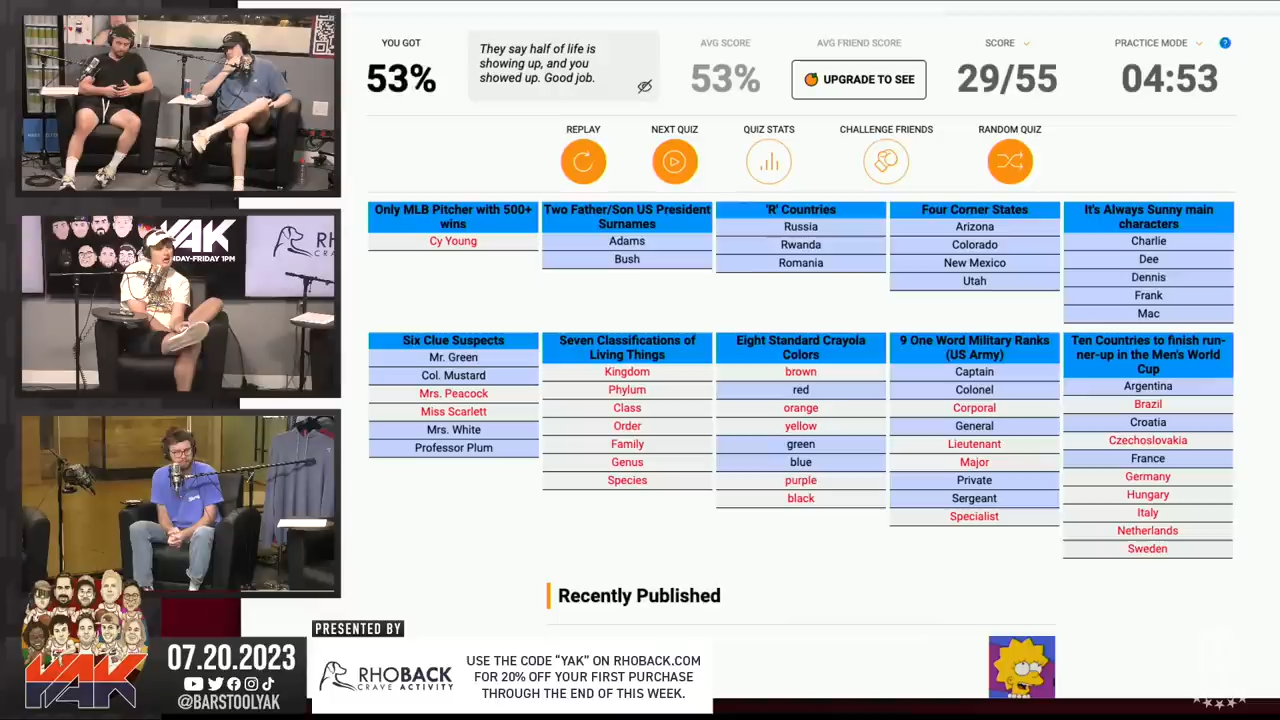 YOU GOT
53%
They say half of life is
showing up, and you
showed up. Good job.
AVG SCORE
53%
AVG FRIEND SCORE
UPGRADE TO SEE
SCORE
29/55
PRACTICE MODE
?
04:53
REPLAY
NEXT QUIZ
QUIZ STATS
CHALLENGE FRIENDS
RANDOM QUIZ
Only MLB Pitcher with 500+
wins
Cy Young
Two Father/Son US President
Surnames
Adams
Bush
'R' Countries
Russia
Rwanda
Romania
Four Corner States
Arizona
Colorado
New Mexico
Utah
It's Always Sunny main
characters
Charlie
Dee
Dennis
Frank
Mac
Six Clue Suspects
Mr. Green
Col. Mustard
Mrs. Peacock
Miss Scarlett
Mrs. White
Professor Plum
Seven Classifications of
Living Things
Kingdom
Phylum
Class
Order
Family
Genus
Species
Eight Standard Crayola
Colors
brown
red
orange
yellow
green
blue
purple
black
9 One Word Military Ranks
(US Army)
Captain
Colonel
Corporal
General
Lieutenant
Major
Private
Sergeant
Specialist
Ten Countries to finish run-
ner-up in the Men's World
Cup
Argentina
Brazil
Croatia
Czechoslovakia
France
Germany
Hungary
Italy
Netherlands
Sweden
Recently Published
YAK
NDAY-FRIDAY 1PM
RH
CRA
YAK
07.20.2023
@BARSTOOLYAK
PRESENTED BY
RHOBACK
CRAVE ACTIVITY
USE THE CODE “YAK” ON RHOBACK.COM
FOR 20% OFF YOUR FIRST PURCHASE
THROUGH THE END OF THIS WEEK.